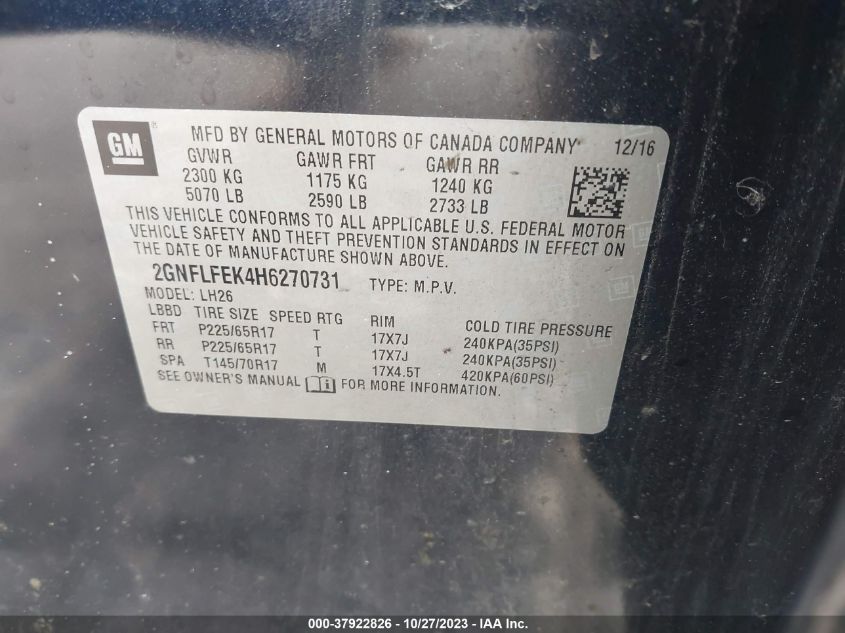 GM
MFD BY GENERAL MOTORS OF CANADA COMPANY 12/16
GVWR GAWR FRT GAWR RR
2300 KG 1175 KG 1240 KG
5070 LB 2590 LB 2733 LB
THIS VEHICLE CONFORMS TO ALL APPLICABLE U.S. FEDERAL MOTOR
VEHICLE SAFETY AND THEFT PREVENTION STANDARDS IN EFFECT ON
THE DATE OF MANUFACTURE SHOWN ABOVE.
2GNFLFEK4H6270731 TYPE: M.P.V.
MODEL: LH26
LBBD TIRE SIZE SPEED RTG RIM COLD TIRE PRESSURE
FRT P225/65R17 T 17X7J 240KPA(35PSI)
RR P225/65R17 T 17X7J 240KPA(35PSI)
SPA T145/70R17 M 17X4.5T 420KPA(60PSI)
SEE OWNER'S MANUAL FOR MORE INFORMATION.
000-37922826 - 10/27/2023 - IAA Inc.